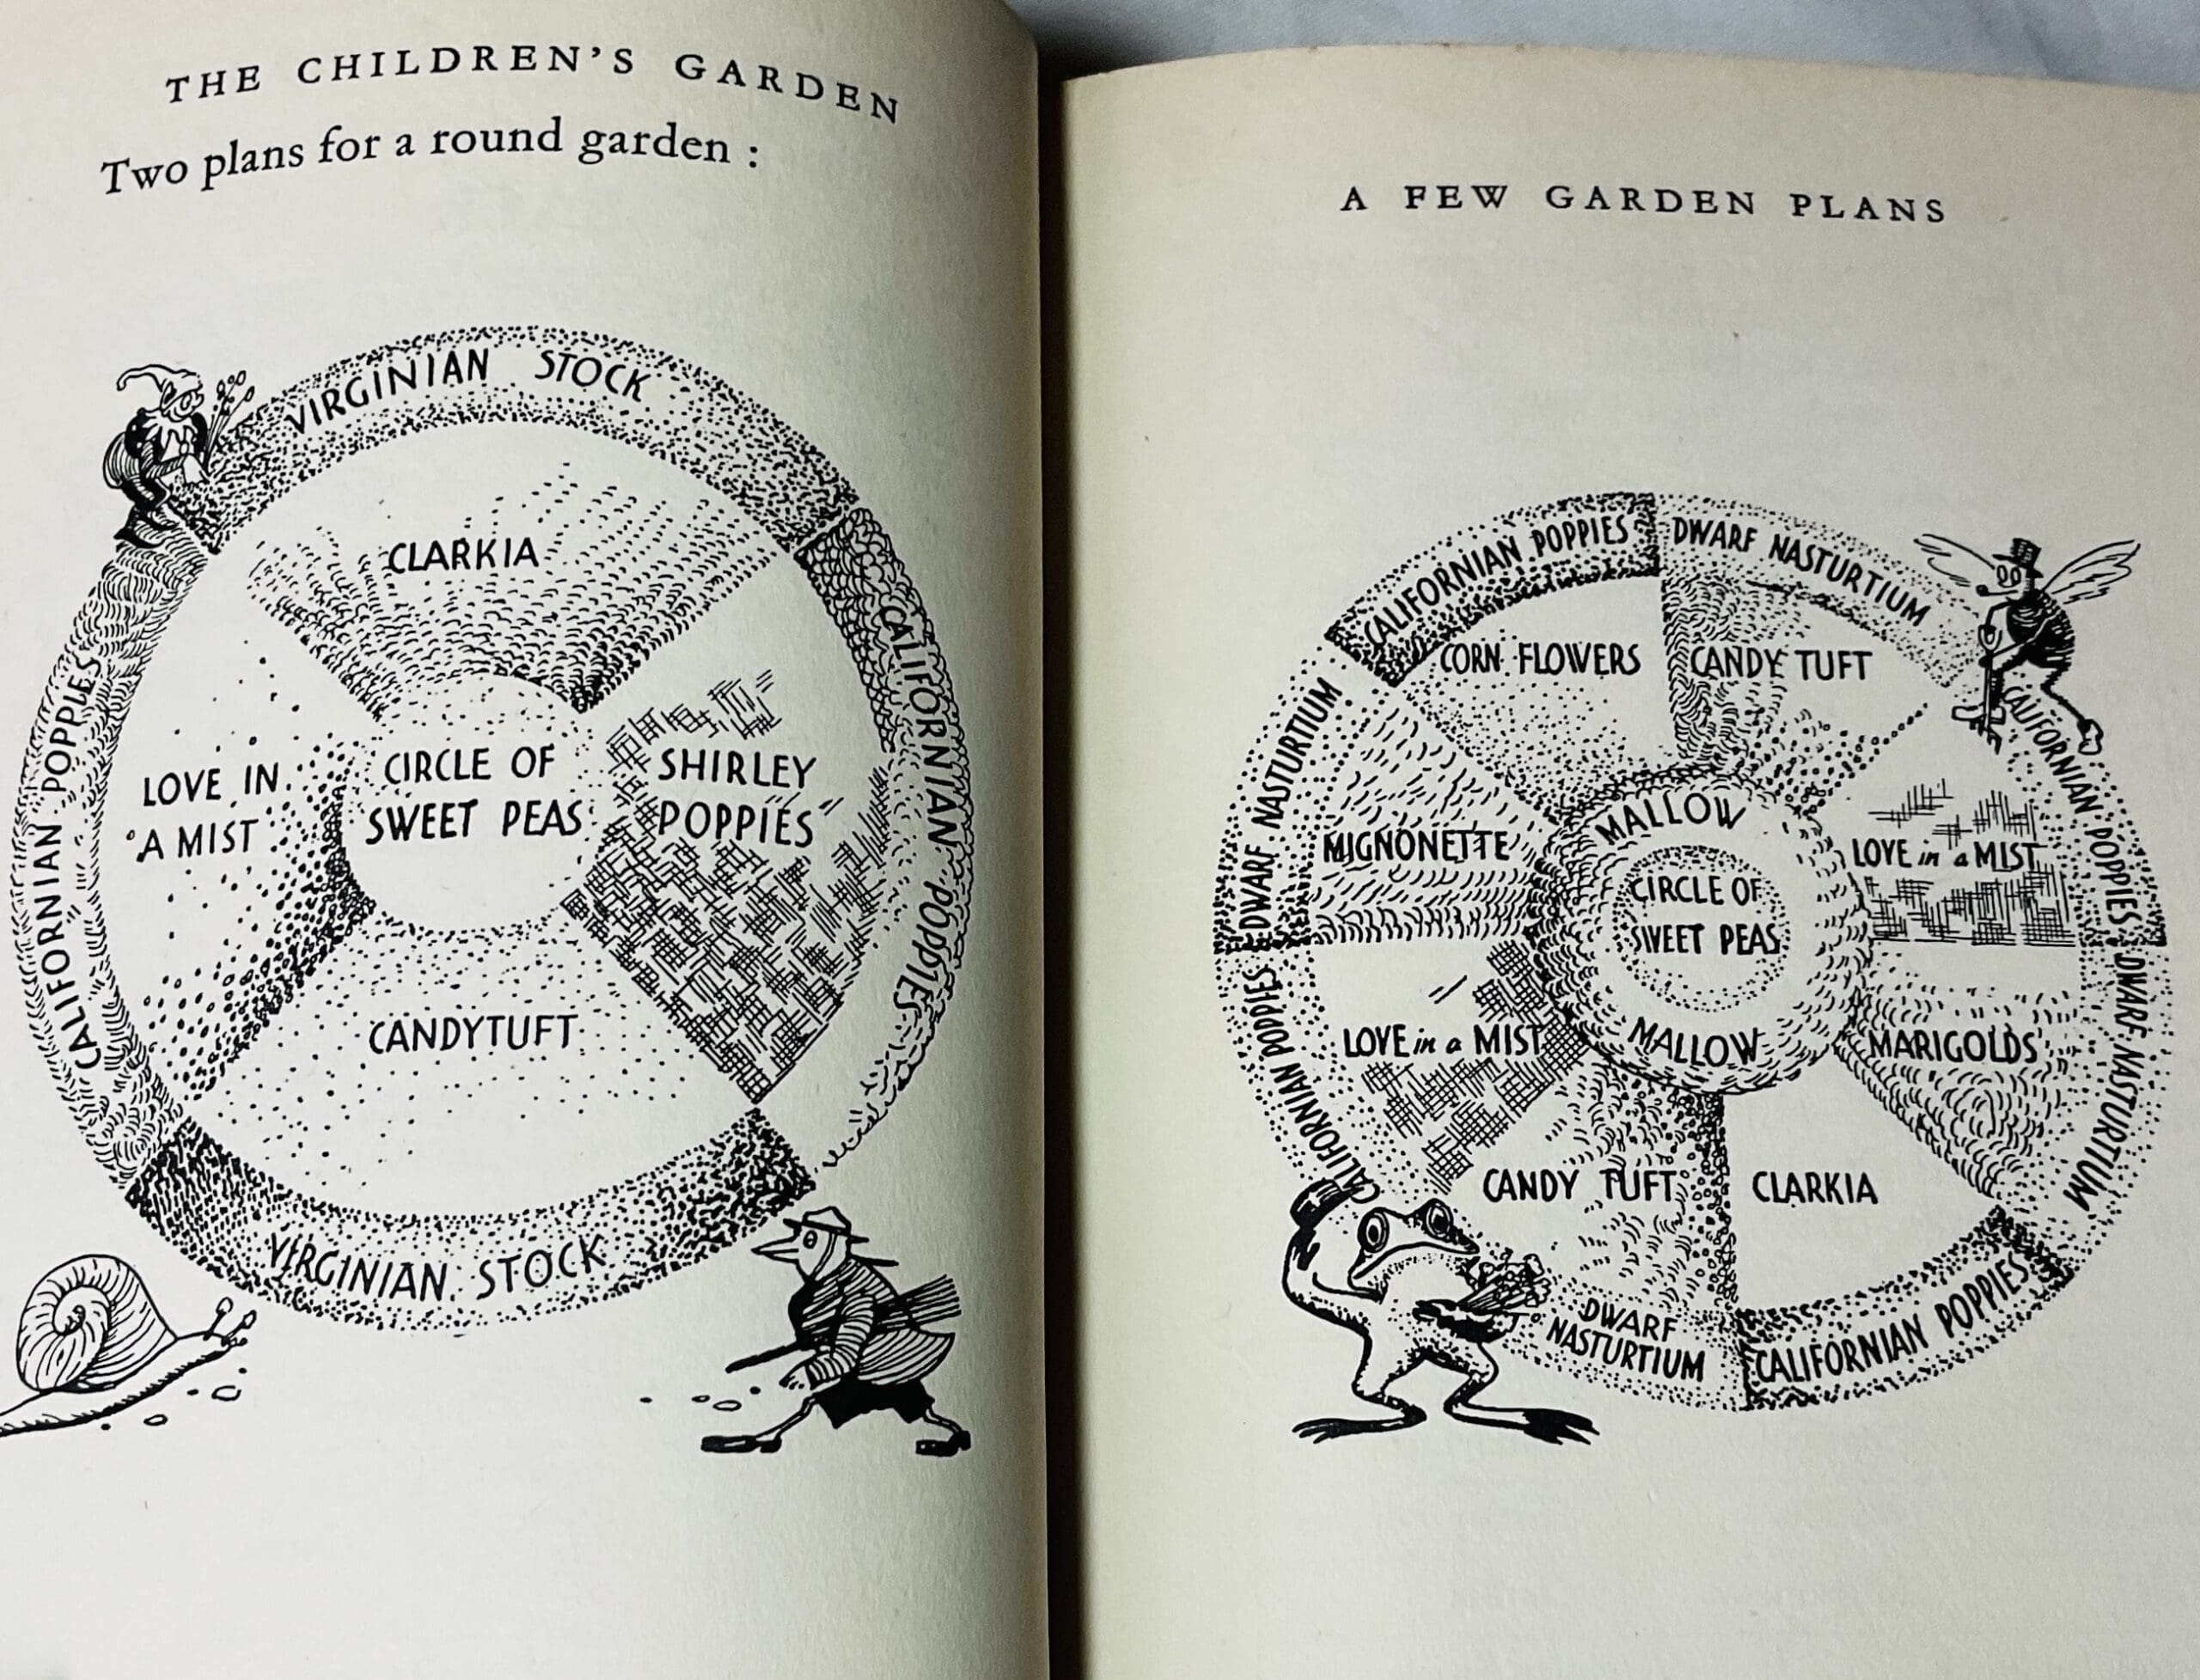 THE CHILDREN'S GARDEN
Two plans for a round garden :
VIRGINIAN STOCK
CLARKIA
CALIFORNIAN POPPIES
CALIFORNIAN POPPIES
LOVE IN
A MIST
CIRCLE OF
SWEET PEAS
SHIRLEY
POPPIES
CANDYTUFT
VIRGINIAN STOCK
A FEW GARDEN PLANS
CALIFORNIAN POPPIES
DWARF NASTURTIUM
CORN FLOWERS
CANDY TUFT
DWARF NASTURTIUM
CALIFORNIAN POPPIES
MIGNONETTE
MALLOW
LOVE in a MIST
CIRCLE OF
SWEET PEAS
CALIFORNIAN POPPIES
LOVE in a MIST
MALLOW
MARIGOLDS
DWARF NASTURTIUM
CANDY TUFT
CLARKIA
DWARF
NASTURTIUM
CALIFORNIAN POPPIES